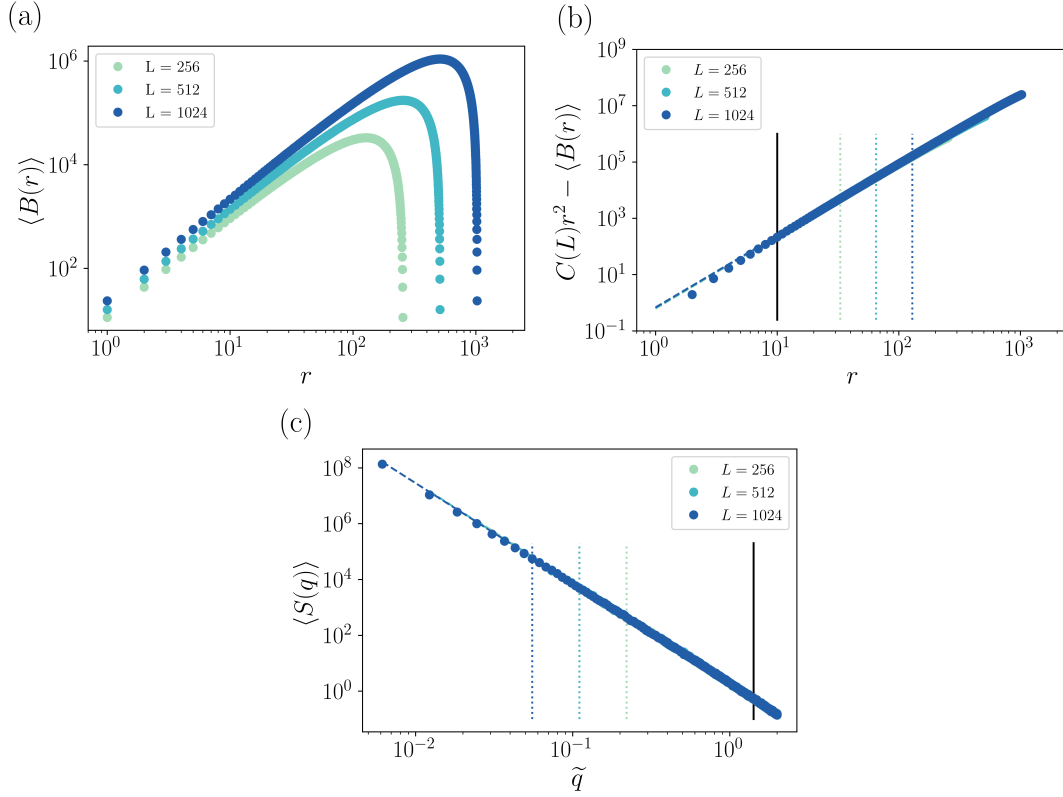 (a)
⟨B(r)⟩
10^6
10^4
10^2
L = 256
L = 512
L = 1024
10^0
10^1
10^2
10^3
r
(b)
C(L)r^2 − ⟨B(r)⟩
10^9
10^7
10^5
10^3
10^1
10^−1
L = 256
L = 512
L = 1024
10^0
10^1
10^2
10^3
r
(c)
⟨S(q)⟩
10^8
10^6
10^4
10^2
10^0
L = 256
L = 512
L = 1024
10^−2
10^−1
10^0
q̃